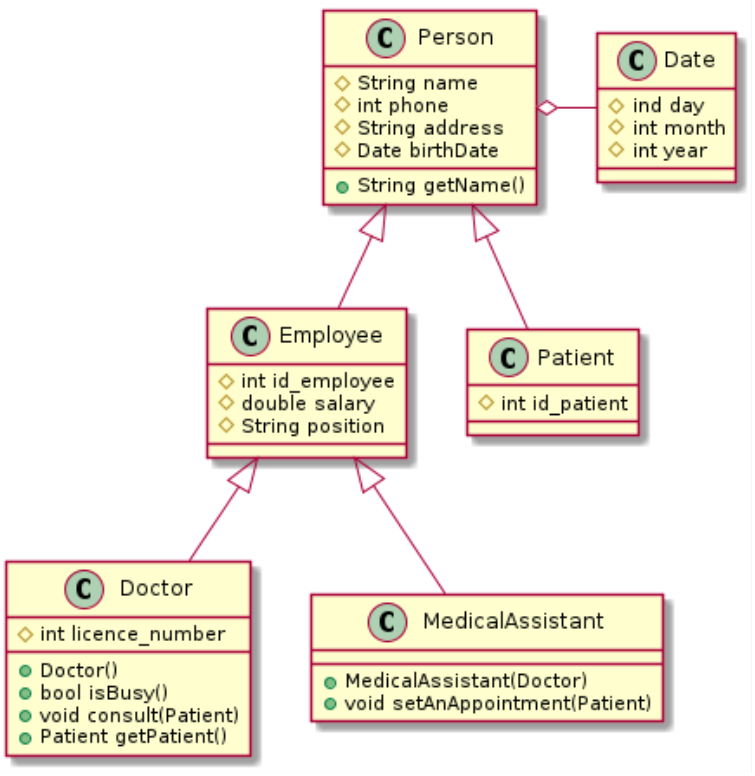 C Person
String name
int phone
String address
Date birthDate
String getName()
C Date
ind day
int month
int year
C Employee
int id_employee
double salary
String position
C Patient
int id_patient
C Doctor
int licence_number
Doctor()
bool isBusy()
void consult(Patient)
Patient getPatient()
C MedicalAssistant
MedicalAssistant(Doctor)
void setAnAppointment(Patient)